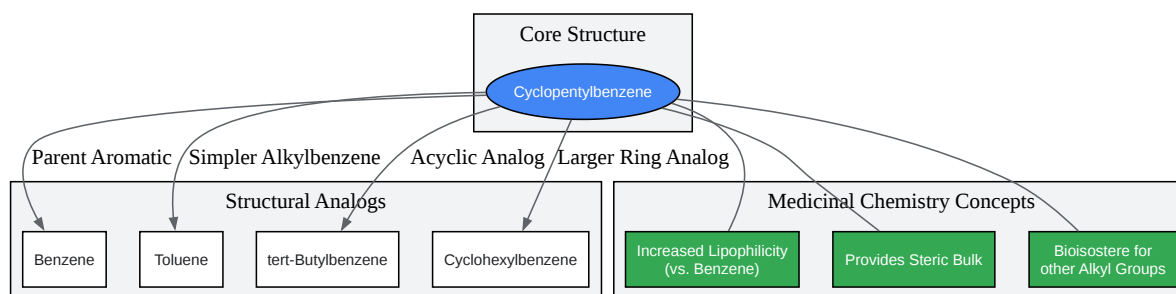 Core Structure
Cyclopentylbenzene
Parent Aromatic
Simpler Alkylbenzene
Acyclic Analog
Larger Ring Analog
Structural Analogs
Medicinal Chemistry Concepts
Benzene
Toluene
tert-Butylbenzene
Cyclohexylbenzene
Increased Lipophilicity
(vs. Benzene)
Provides Steric Bulk
Bioisostere for
other Alkyl Groups